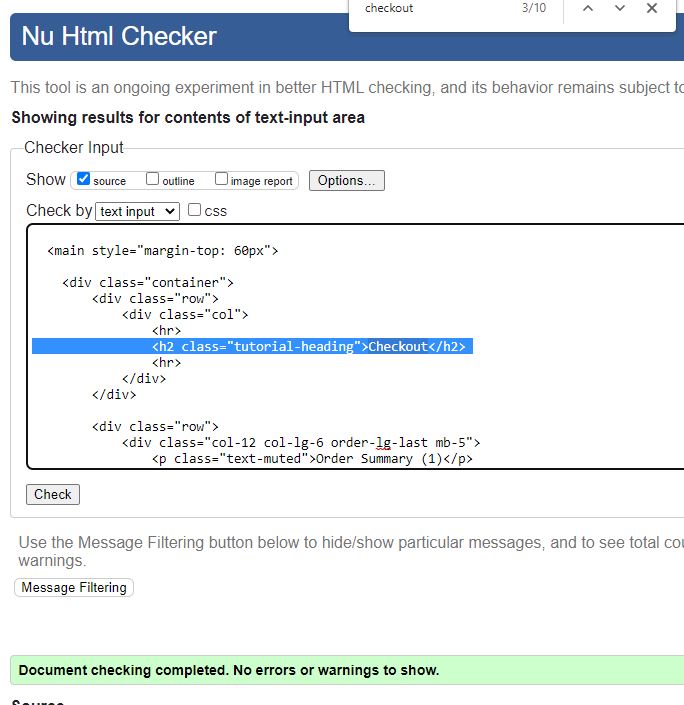 checkout 3/10
Nu Html Checker
This tool is an ongoing experiment in better HTML checking, and its behavior remains subject to
Showing results for contents of text-input area
Checker Input
Show source outline image report Options...
Check by text input css
<main style="margin-top: 60px">
<div class="container">
<div class="row">
<div class="col">
<hr>
<h2 class="tutorial-heading">Checkout</h2>
<hr>
</div>
</div>
<div class="row">
<div class="col-12 col-lg-6 order-lg-last mb-5">
<p class="text-muted">Order Summary (1)</p>
Check
Use the Message Filtering button below to hide/show particular messages, and to see total cou
warnings.
Message Filtering
Document checking completed. No errors or warnings to show.
Source